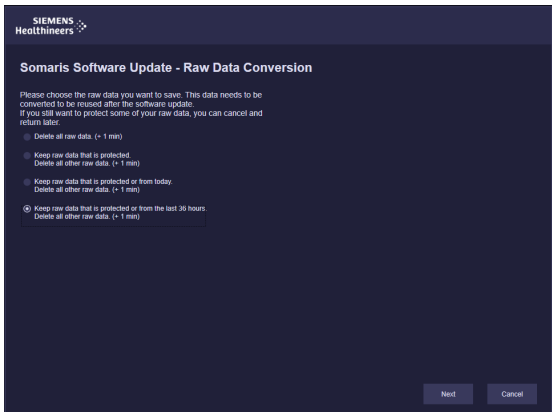 SIEMENS
Healthineers
Somaris Software Update - Raw Data Conversion
Please choose the raw data you want to save. This data needs to be
converted to be reused after the software update.
If you still want to protect some of your raw data, you can cancel and
return later.
Delete all raw data. (+ 1 min)
Keep raw data that is protected.
Delete all other raw data. (+ 1 min)
Keep raw data that is protected or from today.
Delete all other raw data. (+ 1 min)
Keep raw data that is protected or from the last 36 hours.
Delete all other raw data. (+ 1 min)
Next
Cancel